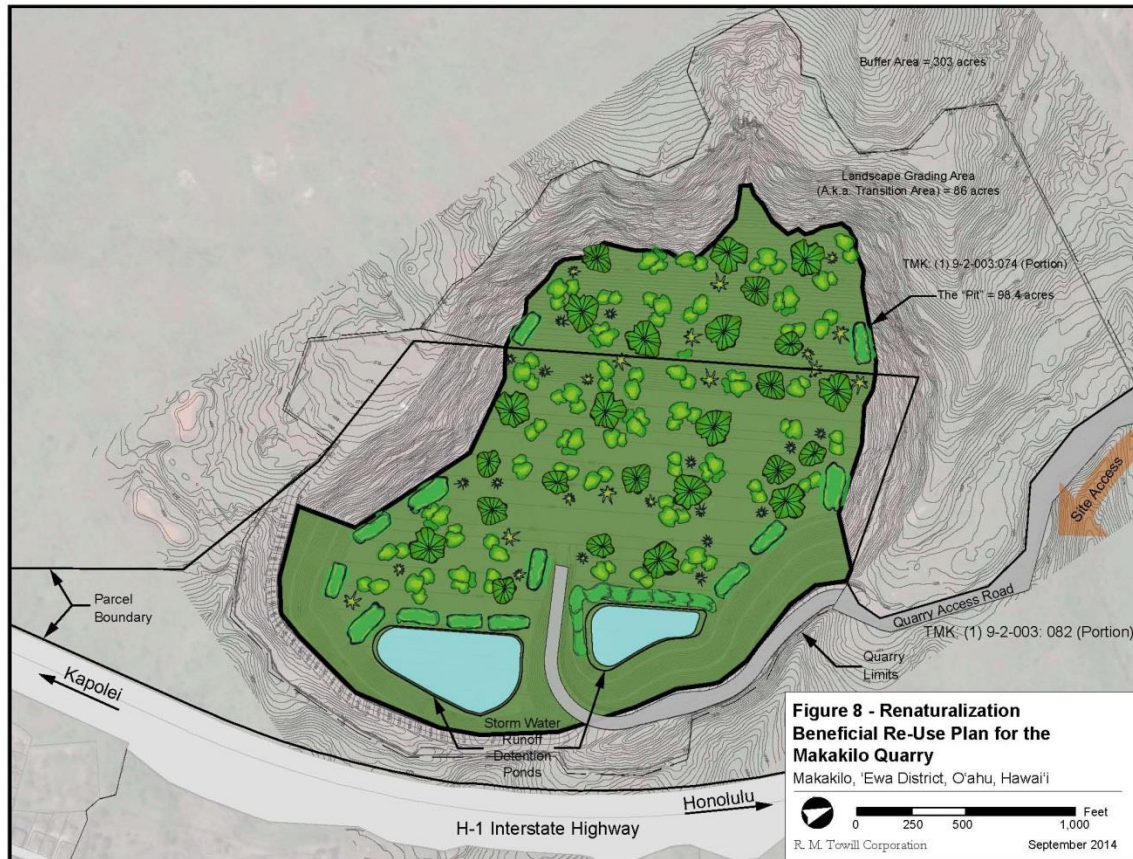 Buffer Area = 303 acres
Landscape Grading Area
(A.k.a. Transition Area) = 86 acres
TMK: (1) 9-2-003:074 (Portion)
The "Pit" = 98.4 acres
Site Access
Quarry Access Road
TMK: (1) 9-2-003: 082 (Portion)
Quarry
Limits
Parcel
Boundary
Kapolei
Storm Water
Runoff
Detention
Ponds
Honolulu
H-1 Interstate Highway
Figure 8 - Renaturalization
Beneficial Re-Use Plan for the
Makakilo Quarry
Makakilo, 'Ewa District, O'ahu, Hawai'i
Feet
0 250 500 1,000
R. M. Towill Corporation September 2014